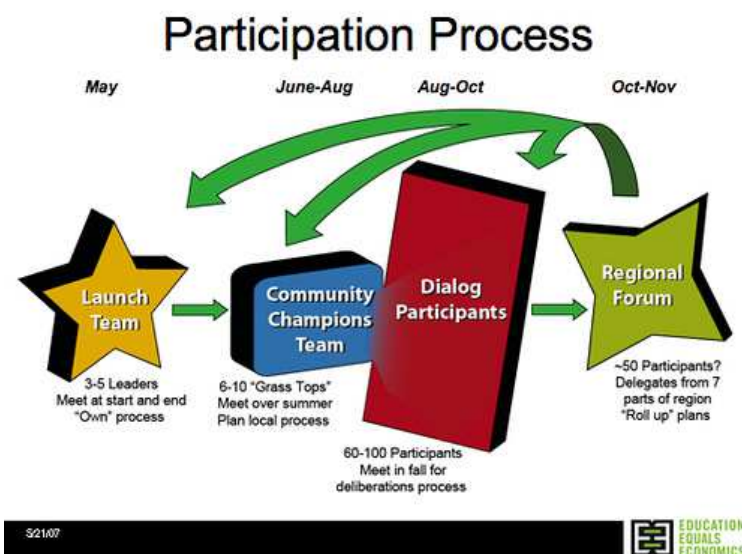 Participation Process
May
June-Aug
Aug-Oct
Oct-Nov
Launch
Team
Community
Champions
Team
Dialog
Participants
Regional
Forum
3-5 Leaders
Meet at start and end
"Own" process
6-10 "Grass Tops"
Meet over summer
Plan local process
60-100 Participants
Meet in fall for
deliberations process
~50 Participants?
Delegates from 7
parts of region
"Roll up" plans
5/21/07
EDUCATION
EQUALS
ECONOMICS